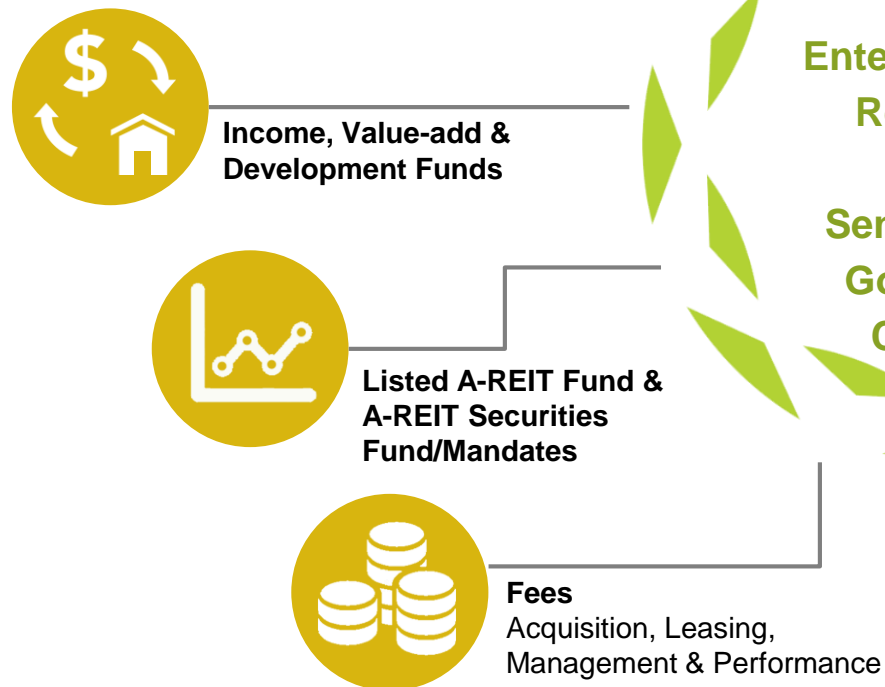 $
Income, Value-add &
Development Funds
Listed A-REIT Fund &
A-REIT Securities
Fund/Mandates
Fees
Acquisition, Leasing,
Management & Performance